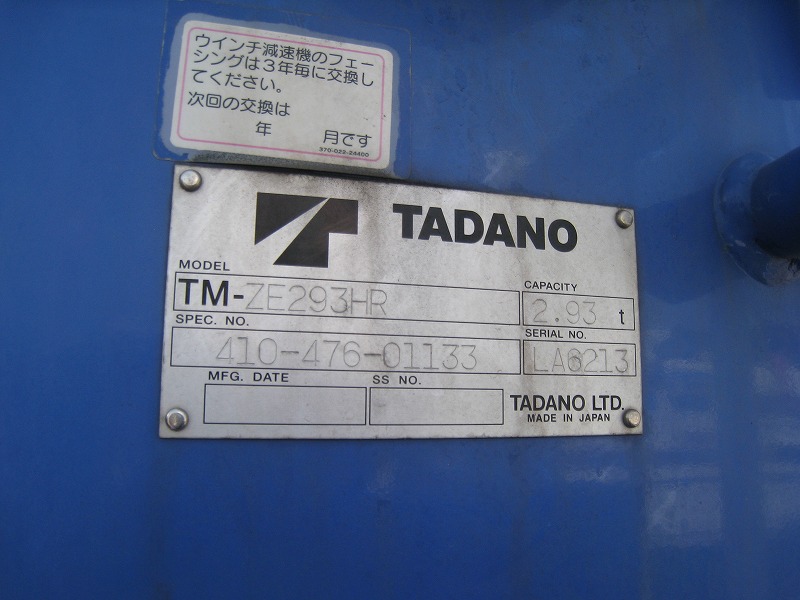 ウインチ減速機のフェー
シングは3年毎に交換し
てください。
次回の交換は
年 月です
370-022-24400
TADANO
MODEL
TM-ZE293HR
CAPACITY
2.93 t
SPEC. NO.
410-476-01133
SERIAL NO.
LA6213
MFG. DATE
SS NO.
TADANO LTD.
MADE IN JAPAN